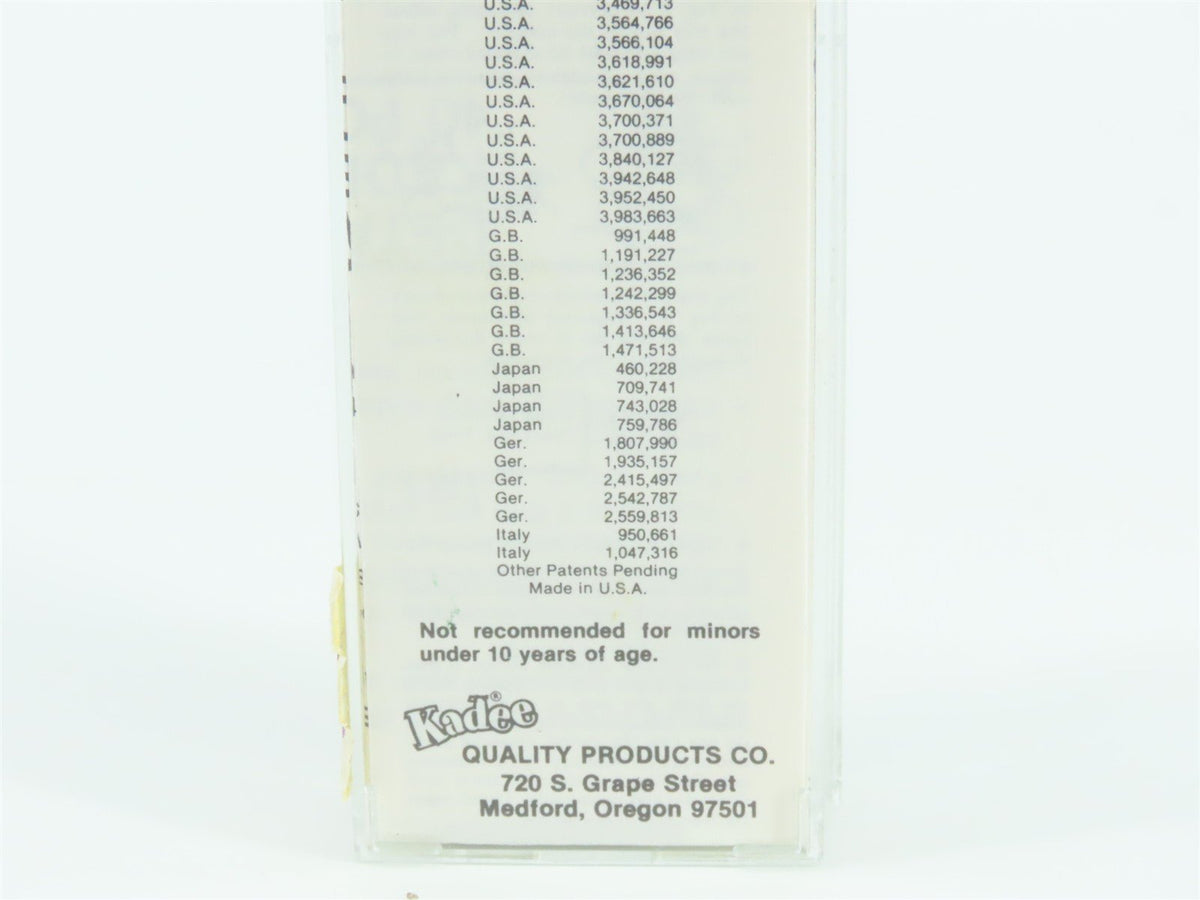 U.S.A. 3,469,713
U.S.A. 3,564,766
U.S.A. 3,566,104
U.S.A. 3,618,991
U.S.A. 3,621,610
U.S.A. 3,670,064
U.S.A. 3,700,371
U.S.A. 3,700,889
U.S.A. 3,840,127
U.S.A. 3,942,648
U.S.A. 3,952,450
U.S.A. 3,983,663
G.B. 991,448
G.B. 1,191,227
G.B. 1,236,352
G.B. 1,242,299
G.B. 1,336,543
G.B. 1,413,646
G.B. 1,471,513
Japan 460,228
Japan 709,741
Japan 743,028
Japan 759,786
Ger. 1,807,990
Ger. 1,935,157
Ger. 2,415,497
Ger. 2,542,787
Ger. 2,559,813
Italy 950,661
Italy 1,047,316
Other Patents Pending
Made in U.S.A.
Not recommended for minors
under 10 years of age.
Kadee®
QUALITY PRODUCTS CO.
720 S. Grape Street
Medford, Oregon 97501